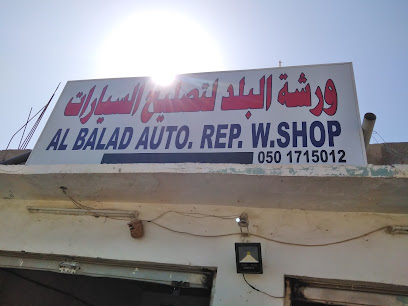 ورشة البلد لتصليح السيارات
AL BALAD AUTO. REP. W.SHOP
050 1715012